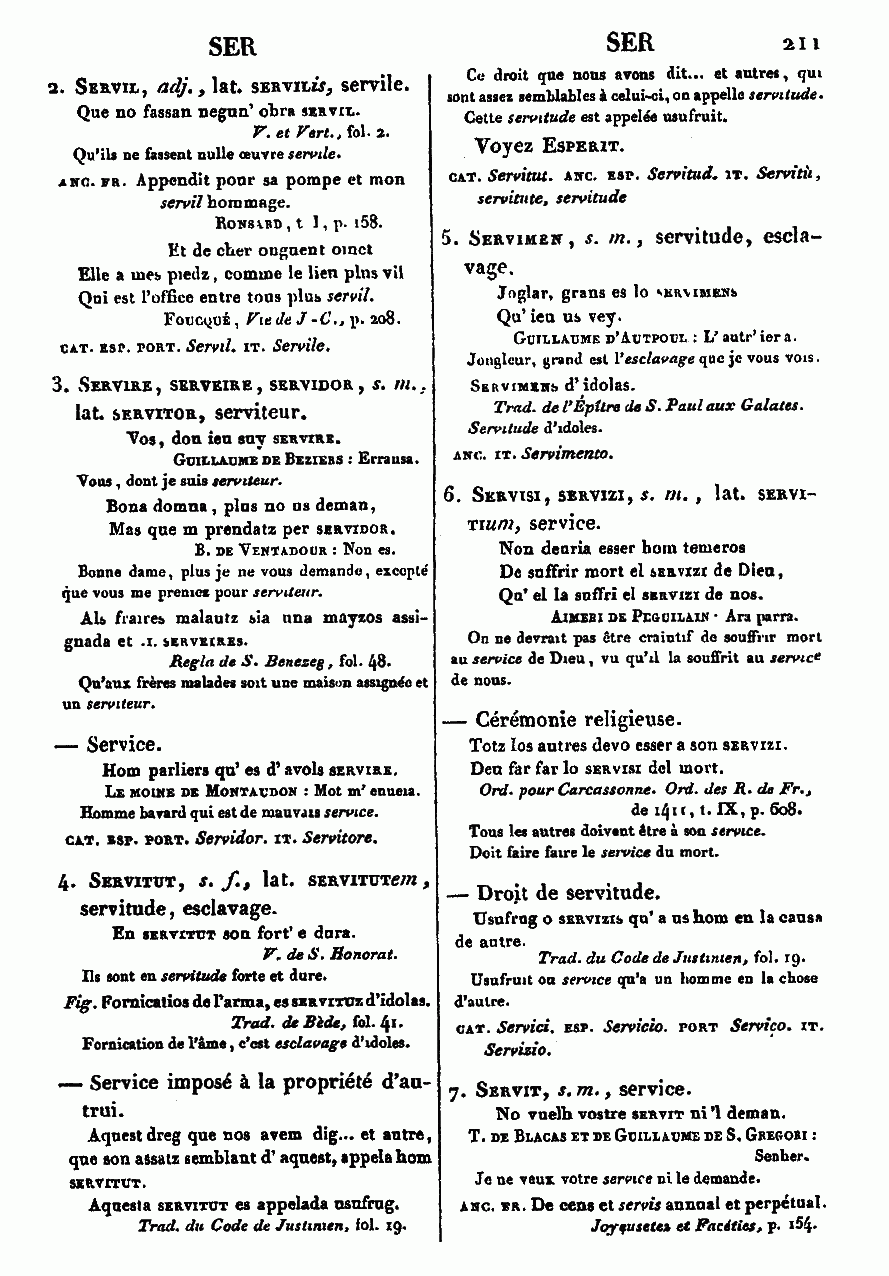 SER
SER 211
2. SERVIL, adj., lat. SERVILis, servile.
Que no fassan negun' obra SERVIL.
V. et Vert., fol. 2.
Qu'ils ne fassent nulle œuvre servile.
ANC. FR. Appendit pour sa pompe et mon
servil hommage.
RONSARD, t I, p. 158.
Et de cher onguent oinct
Elle a mes piedz, comme le lien plus vil
Qui est l'office entre tous plus servil.
FOUCQUÉ, Vie de J -C., p. 208.
CAT. ESP. PORT. Servil. IT. Servile.
3. SERVIRE, SERVEIRE, SERVIDOR, s. m.,
lat. SERVITOR, serviteur.
Vos, don ieu suy SERVIRE.
GUILLAUME DE BEZIERS : Errausa.
Vous, dont je suis serviteur.
Bona domna, plus no us deman,
Mas que m prendatz per SERVIDOR.
B. DE VENTADOUR : Non es.
Bonne dame, plus je ne vous demande, excepté
que vous me preniez pour serviteur.
Als fraires malautz sia una mayzos assi-
gnada et .I. SERVEIRES.
Regla de S. Benezeg, fol. 48.
Qu'aux frères malades soit une maison assignée et
un serviteur.
— Service.
Hom parliers qu' es d' avols SERVIRE.
LE MOINE DE MONTAUDON : Mot m' enueia.
Homme bavard qui est de mauvais service.
CAT. ESP. PORT. Servidor. IT. Servitore.
4. SERVITUT, s. f., lat. SERVITUTem,
servitude, esclavage.
En SERVITUT son fort' e dura.
V. de S. Honorat.
Ils sont en servitude forte et dure.
Fig. Fornicatios de l'arma, es SERVITUZ d'idolas.
Trad. de Bède, fol. 41.
Fornication de l'âme, c'est esclavage d'idoles.
— Service imposé à la propriété d'au-
trui.
Aquest dreg que nos avem dig... et autre,
que son assatz semblant d' aquest, appela hom
SERVITUT.
Aquesta SERVITUT es appelada usufrug.
Trad. du Code de Justinien, fol. 19.
Ce droit que nous avons dit... et autres, qui
sont assez semblables à celui-ci, on appelle servitude.
Cette servitude est appelée usufruit.
Voyez ESPERIT.
CAT. Servitut. ANC. ESP. Servitud. IT. Servitù,
servitute, servitude
5. SERVIMEN, s. m., servitude, escla-
vage.
Joglar, grans es lo SERVIMENS
Qu' ieu us vey.
GUILLAUME D'AUTPOUL : L' autr' iera.
Jongleur, grand est l'esclavage que je vous vois.
SERVIMENS d' idolas.
Trad. de l'Épître de S. Paul aux Galates.
Servitude d'idoles.
ANC. IT. Servimento.
6. SERVISI, SERVIZI, s. m., lat. SERVI-
TIum, service.
Non deuria esser hom temeros
De suffrir mort el SERVIZI de Dieu,
Qu' el la suffri el SERVIZI de nos.
AIMERI DE PEGUILAIN · Ara parra.
On ne devrait pas être craintif de souffrir mort
au service de Dieu, vu qu'il la souffrit au service
de nous.
— Cérémonie religieuse.
Totz los autres devo esser a son SERVIZI.
Deu far far lo SERVISI del mort.
Ord. pour Carcassonne. Ord. des R. de Fr.,
de 1411, t. IX, p. 608.
Tous les autres doivent être à son service.
Doit faire faire le service du mort.
— Droit de servitude.
Usufrug o SERVIZIS qu' a us hom en la causa
de autre.
Trad. du Code de Justinien, fol. 19.
Usufruit ou service qu'a un homme en la chose
d'autre.
CAT. Servici. ESP. Servicio. PORT Serviço. IT.
Servizio.
7. SERVIT, s. m., service.
No vuelh vostre SERVIT ni 'l deman.
T. DE BLACAS ET DE GUILLAUME DE S. GREGORI :
Senher.
Je ne veux votre service ni le demande.
ANC. FR. De cens et servis annual et perpétual.
Joyeusetez et Facéties, p. 154.